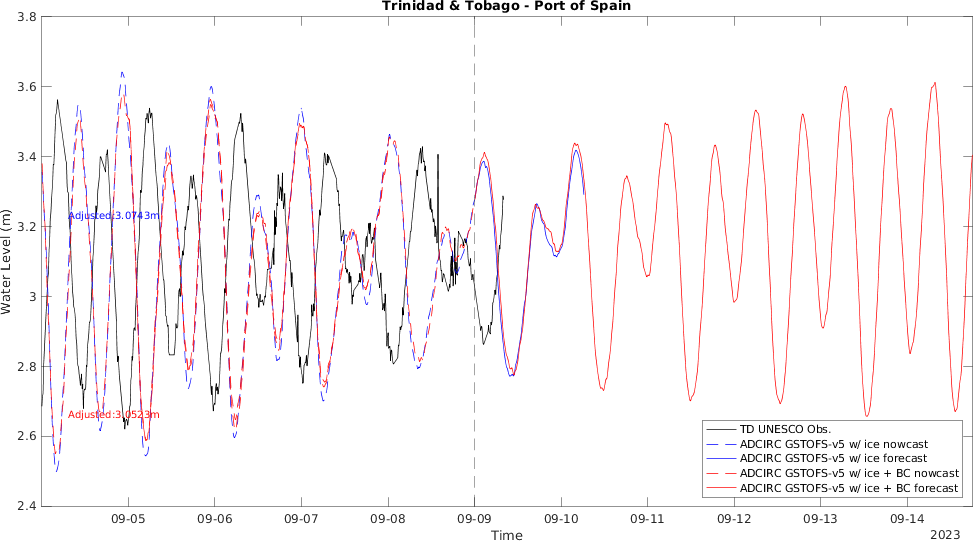 Trinidad & Tobago - Port of Spain
3.8
3.6
3.4
3.2
3
2.8
2.6
2.4
Water Level (m)
Adjusted:3.0743m
Adjusted:3.0523m
TD UNESCO Obs.
ADCIRC GSTOFS-v5 w/ ice nowcast
ADCIRC GSTOFS-v5 w/ ice forecast
ADCIRC GSTOFS-v5 w/ ice + BC nowcast
ADCIRC GSTOFS-v5 w/ ice + BC forecast
09-05 09-06 09-07 09-08 09-09 09-10 09-11 09-12 09-13 09-14
Time
2023